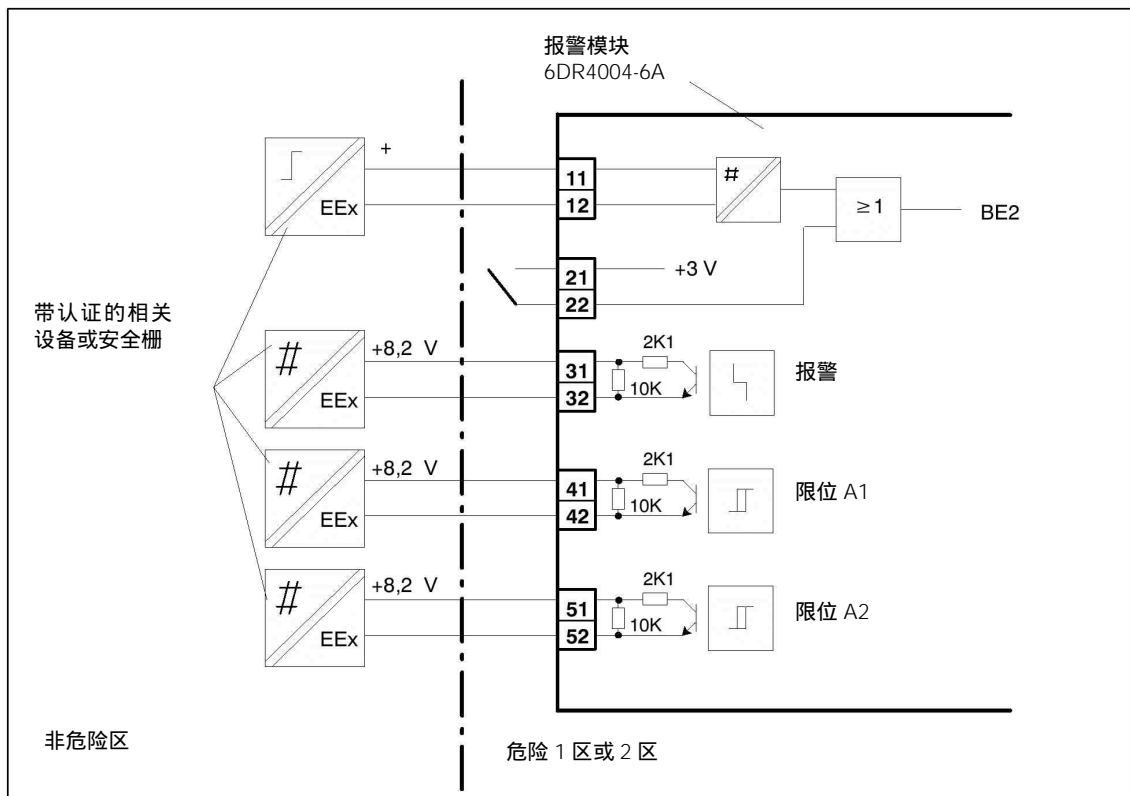 报警模块
6DR4004-6A
+
EEx
11
12
#
≥1
BE2
21
22
+3 V
带认证的相关
设备或安全栅
#
EEx
+8,2 V
31
32
2K1
10K
报警
#
EEx
+8,2 V
41
42
2K1
10K
限位 A1
#
EEx
+8,2 V
51
52
2K1
10K
限位 A2
非危险区
危险 1 区或 2 区